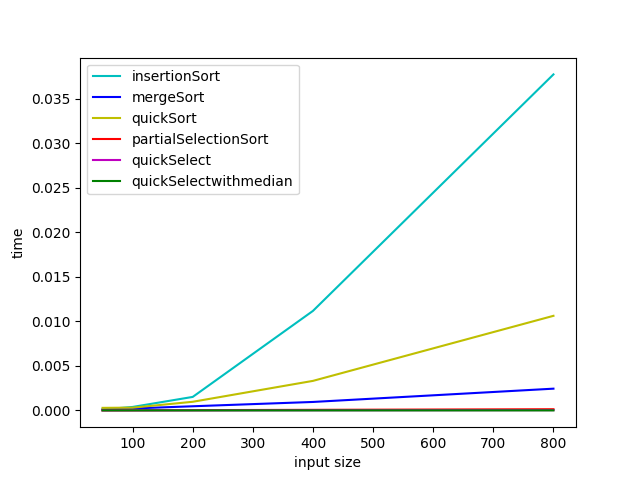 insertionSort
mergeSort
quickSort
partialSelectionSort
quickSelect
quickSelectwithmedian
0.035
0.030
0.025
0.020
0.015
0.010
0.005
0.000
time
100 200 300 400 500 600 700 800
input size